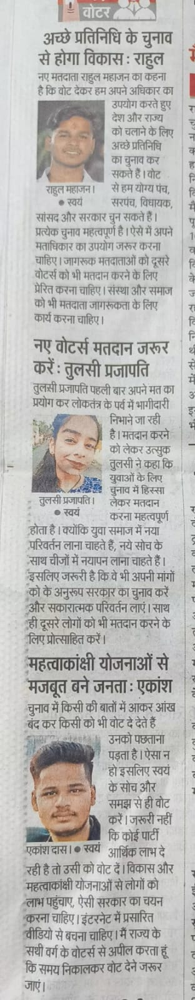 वोटर
अच्छे प्रतिनिधि के चुनाव
से होगा विकास : राहुल
नए मतदाता राहुल महाजन का कहना
है कि वोट देकर हम अपने अधिकार का
उपयोग करते हुए
देश और राज्य
को चलाने के लिए
अच्छे प्रतिनिधि
का चुनाव कर
सकते हैं। वोट
से हम योग्य पंच,
सरपंच, विधायक,
राहुल महाजन।
● स्वयं
सांसद और सरकार चुन सकते हैं।
प्रत्येक चुनाव महत्वपूर्ण है। ऐसे में अपने
मताधिकार का उपयोग जरूर करना
चाहिए। जागरूक मतदाताओं को दूसरे
वोटर्स को भी मतदान करने के लिए
प्रेरित करना चाहिए। संस्था और समाज
को भी मतदाता जागरूकता के लिए
कार्य करना चाहिए।
नए वोटर्स मतदान जरूर
करें : तुलसी प्रजापति
तुलसी प्रजापति पहली बार अपने मत का
प्रयोग कर लोकतंत्र के पर्व में भागीदारी
निभाने जा रही
है। मतदान करने
को लेकर उत्सुक
तुलसी ने कहा कि
युवाओं के लिए
चुनाव में हिस्सा
लेकर मतदान
करना महत्वपूर्ण
तुलसी प्रजापति।
● स्वयं
होता है। क्योंकि युवा समाज में नया
परिवर्तन लाना चाहते हैं, नये सोच के
साथ चीजों में नयापन लाना चाहते हैं।
इसलिए जरूरी है कि वे भी अपनी मांगों
को के अनुरूप सरकार का चुनाव करें
और सकारात्मक परिवर्तन लाएं। साथ
ही दूसरे लोगों को भी मतदान करने के
लिए प्रोत्साहित करें।
महत्वाकांक्षी योजनाओं से
मजबूत बने जनता : एकांश
चुनाव में किसी की बातों में आकर आंख
बंद कर किसी को भी वोट दे देते हैं
उनको पछताना
पड़ता है। ऐसा न
हो इसलिए स्वयं
के सोच और
समझ से ही वोट
करें। जरूरी नहीं
कि कोई पार्टी
आर्थिक लाभ दे
एकांश दास। ● स्वयं
रही है तो उसी को वोट दें। विकास और
महत्वाकांक्षी योजनाओं से लोगों को
लाभ पहुंचाए, ऐसी सरकार का चयन
करना चाहिए। इंटरनेट में प्रसारित
वीडियो से बचना चाहिए। मैं राज्य के
सथी वर्ग के वोटर्स से अपील करता हूं
कि समय निकालकर वोट देने जरूर
जाएं।